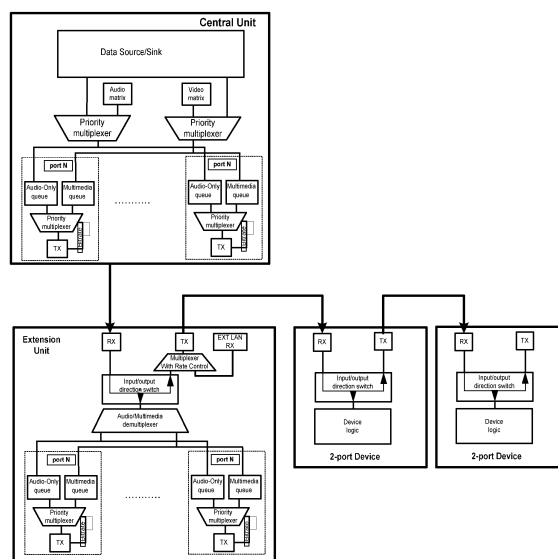 Central Unit
Data Source/Sink
Audio
matrix
Video
matrix
Priority
multiplexer
Priority
multiplexer
port N
port N
Audio-Only
queue
Multimedia
queue
...........
Audio-Only
queue
Multimedia
queue
Priority
multiplexer
Priority
multiplexer
TX
TX
Extension
Unit
RX
TX
EXT LAN
RX
Multiplexer
With Rate Control
Input/output
direction switch
Audio/Multimedia
demultiplexer
port N
port N
Audio-Only
queue
Multimedia
queue
...........
Audio-Only
queue
Multimedia
queue
Priority
multiplexer
Priority
multiplexer
TX
TX
RX
TX
Input/output
direction switch
Device
logic
2-port Device
RX
TX
Input/output
direction switch
Device
logic
2-port Device